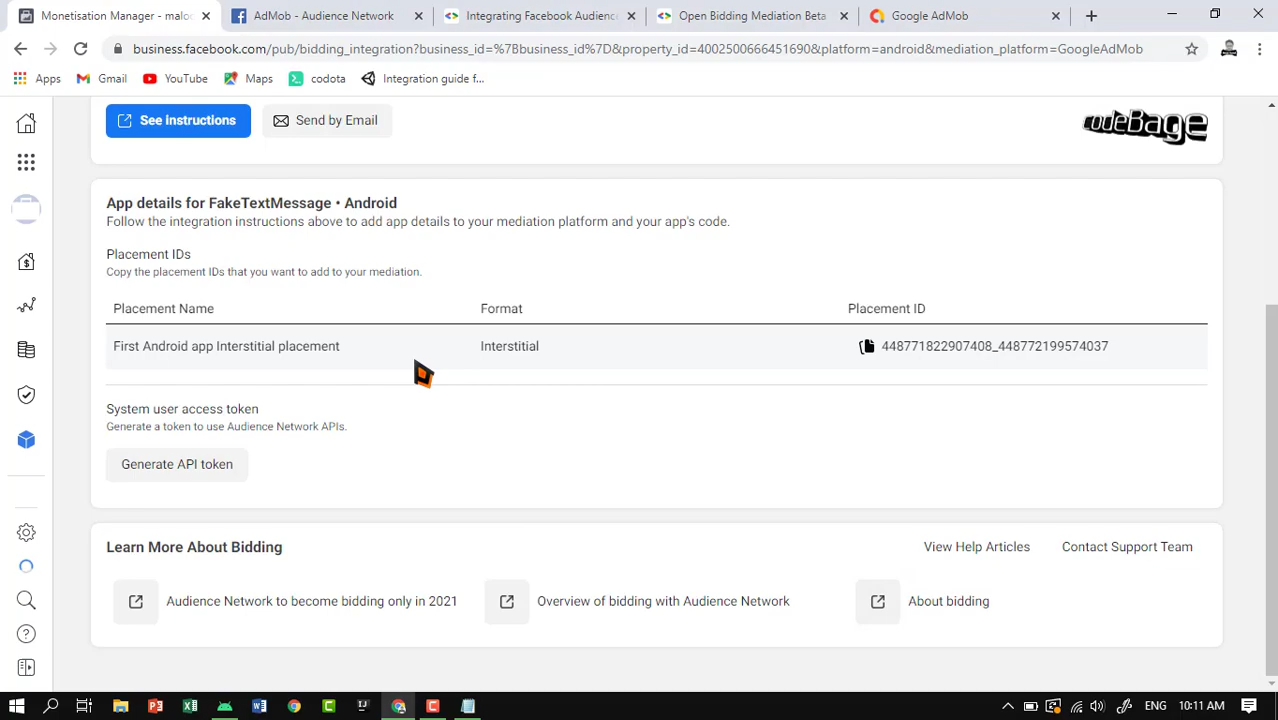 Monetisation Manager - malo
AdMob - Audience Network
Integrating Facebook Audience
Open Bidding Mediation Beta
Google AdMob
business.facebook.com/pub/bidding_integration?business_id=%7Bbusiness_id%7D&property_id=4002500666451690&platform=android&mediation_platform=GoogleAdMob
Apps
Gmail
YouTube
Maps
codota
Integration guide f...
See instructions
Send by Email
CodeBage
App details for FakeTextMessage • Android
Follow the integration instructions above to add app details to your mediation platform and your app's code.
Placement IDs
Copy the placement IDs that you want to add to your mediation.
Placement Name
Format
Placement ID
First Android app Interstitial placement
Interstitial
448771822907408_448772199574037
System user access token
Generate a token to use Audience Network APIs.
Generate API token
Learn More About Bidding
View Help Articles
Contact Support Team
Audience Network to become bidding only in 2021
Overview of bidding with Audience Network
About bidding
ENG
10:11 AM